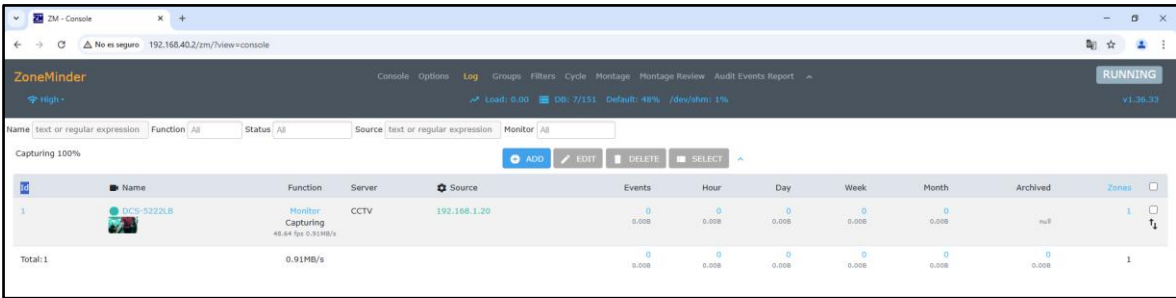 ZM - Console
No es seguro 192.168.40.2/zm/?view=console
ZoneMinder Console Options Log Groups Filters Cycle Montage Montage Review Audit Events Report RUNNING
High Load: 0.00 DB: 7/151 Default: 48% /dev/shm: 1% v1.36.33
Name text or regular expression Function All Status All Source text or regular expression Monitor All
Capturing 100% ADD EDIT DELETE SELECT
Id Name Function Server Source Events Hour Day Week Month Archived Zones
1 DCS-5222LB Monitor CCTV 192.168.1.20 0 0 0 0 0 1
Capturing 0.00B 0.00B 0.00B 0.00B 0.00B null
48.64 fps 0.91MB/s
Total:1 0.91MB/s 0 0 0 0 0 0 1
0.00B 0.00B 0.00B 0.00B 0.00B 0.00B